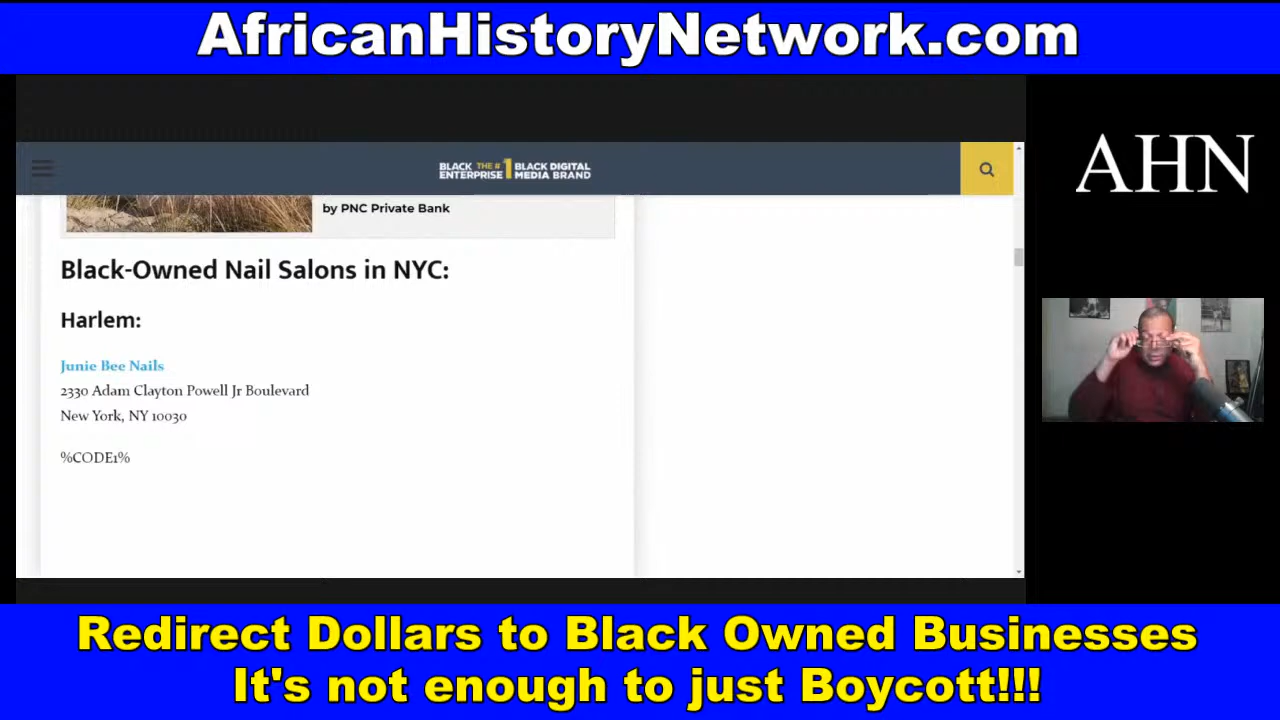 AfricanHistoryNetwork.com
BLACK ENTERPRISE THE #1 BLACK DIGITAL MEDIA BRAND
AHN
by PNC Private Bank
Black-Owned Nail Salons in NYC:
Harlem:
Junie Bee Nails
2330 Adam Clayton Powell Jr Boulevard
New York, NY 10030
%CODE1%
Redirect Dollars to Black Owned Businesses
It's not enough to just Boycott!!!